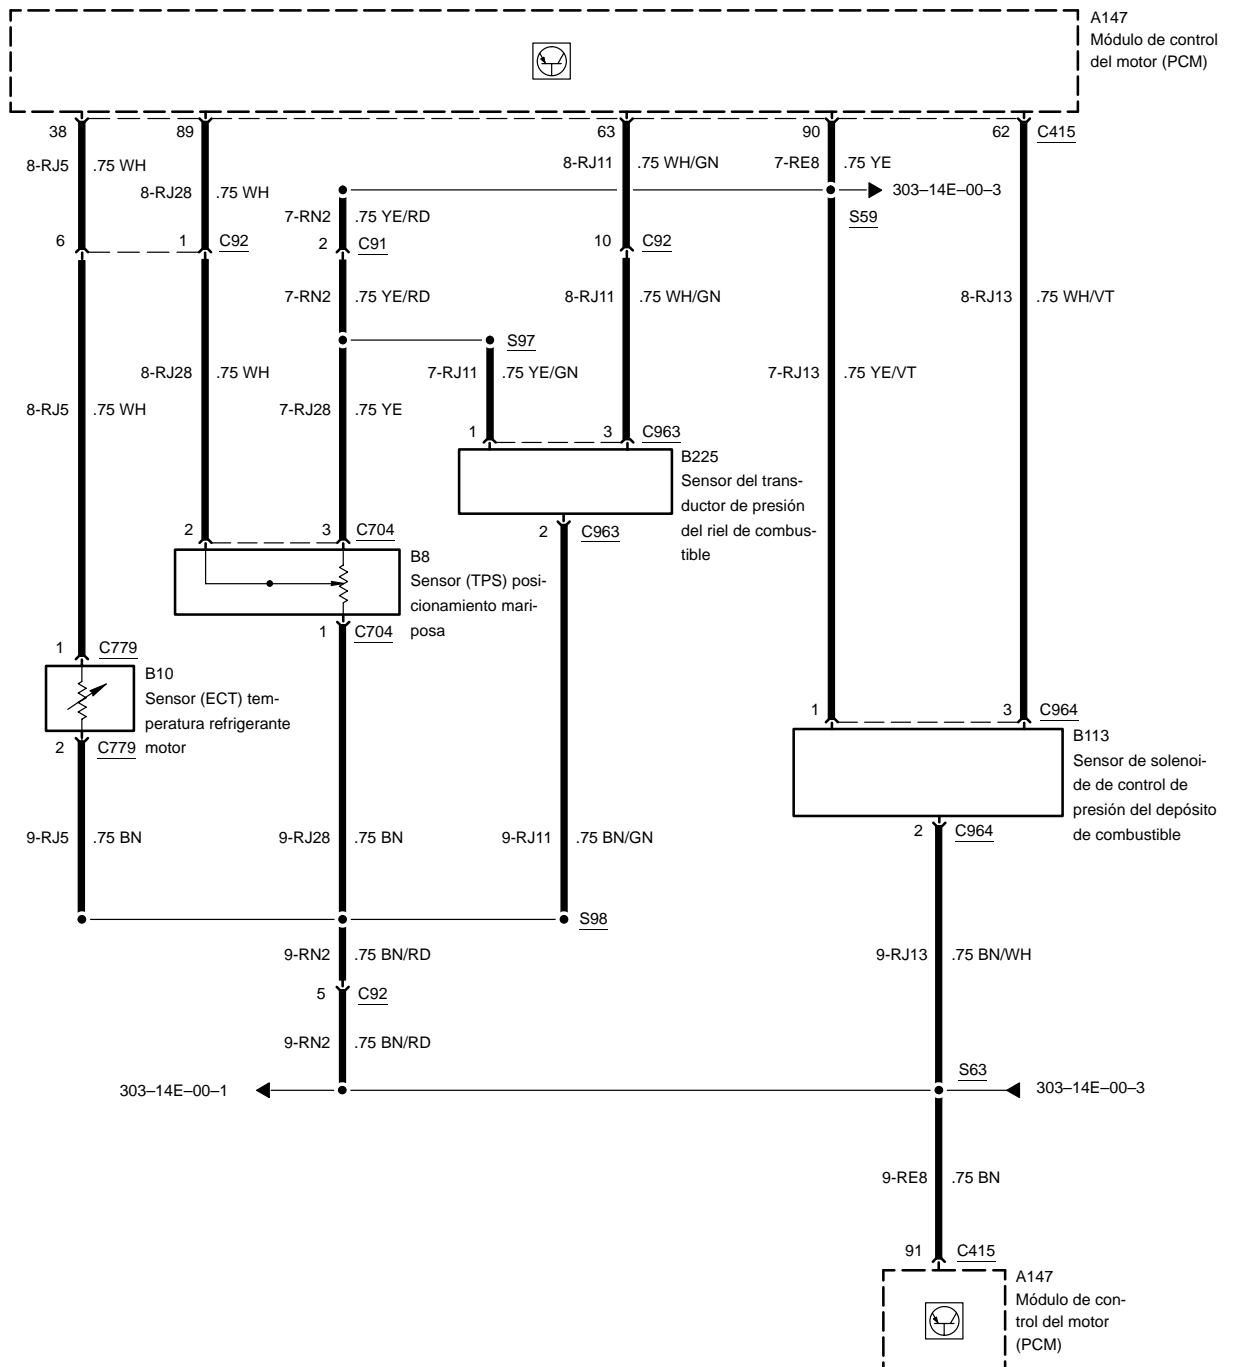 A147
Módulo de control
del motor (PCM)
38
89
63
90
62
C415
8-RJ5
.75 WH
8-RJ28
.75 WH
8-RJ11
.75 WH/GN
7-RE8
.75 YE
303–14E–00–3
7-RN2
.75 YE/RD
S59
6
1
C92
2
C91
10
C92
7-RN2
.75 YE/RD
8-RJ11
.75 WH/GN
8-RJ13
.75 WH/VT
S97
8-RJ28
.75 WH
7-RJ11
.75 YE/GN
7-RJ13
.75 YE/VT
8-RJ5
.75 WH
7-RJ28
.75 YE
1
3
C963
B225
Sensor del trans-
ductor de presión
del riel de combus-
tible
2
3
C704
2
C963
B8
Sensor (TPS) posi-
cionamiento mari-
posa
1
C704
1
C779
B10
Sensor (ECT) tem-
peratura refrigerante
motor
2
C779
1
3
C964
B113
Sensor de solenoi-
de de control de
presión del depósito
de combustible
2
C964
9-RJ5
.75 BN
9-RJ28
.75 BN
9-RJ11
.75 BN/GN
S98
9-RN2
.75 BN/RD
9-RJ13
.75 BN/WH
5
C92
9-RN2
.75 BN/RD
S63
303–14E–00–1
303–14E–00–3
9-RE8
.75 BN
91
C415
A147
Módulo de con-
trol del motor
(PCM)